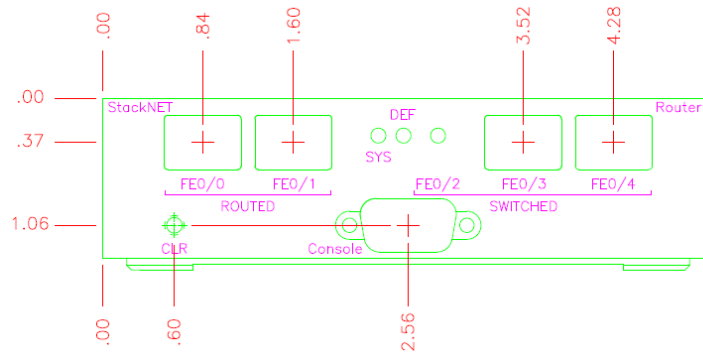 .00 .84 1.60 3.52 4.28
.00
StackNET Router
DEF
.37
SYS
FE0/0 FE0/1 FE0/2 FE0/3 FE0/4
ROUTED SWITCHED
1.06
CLR Console
.00 .60 2.56